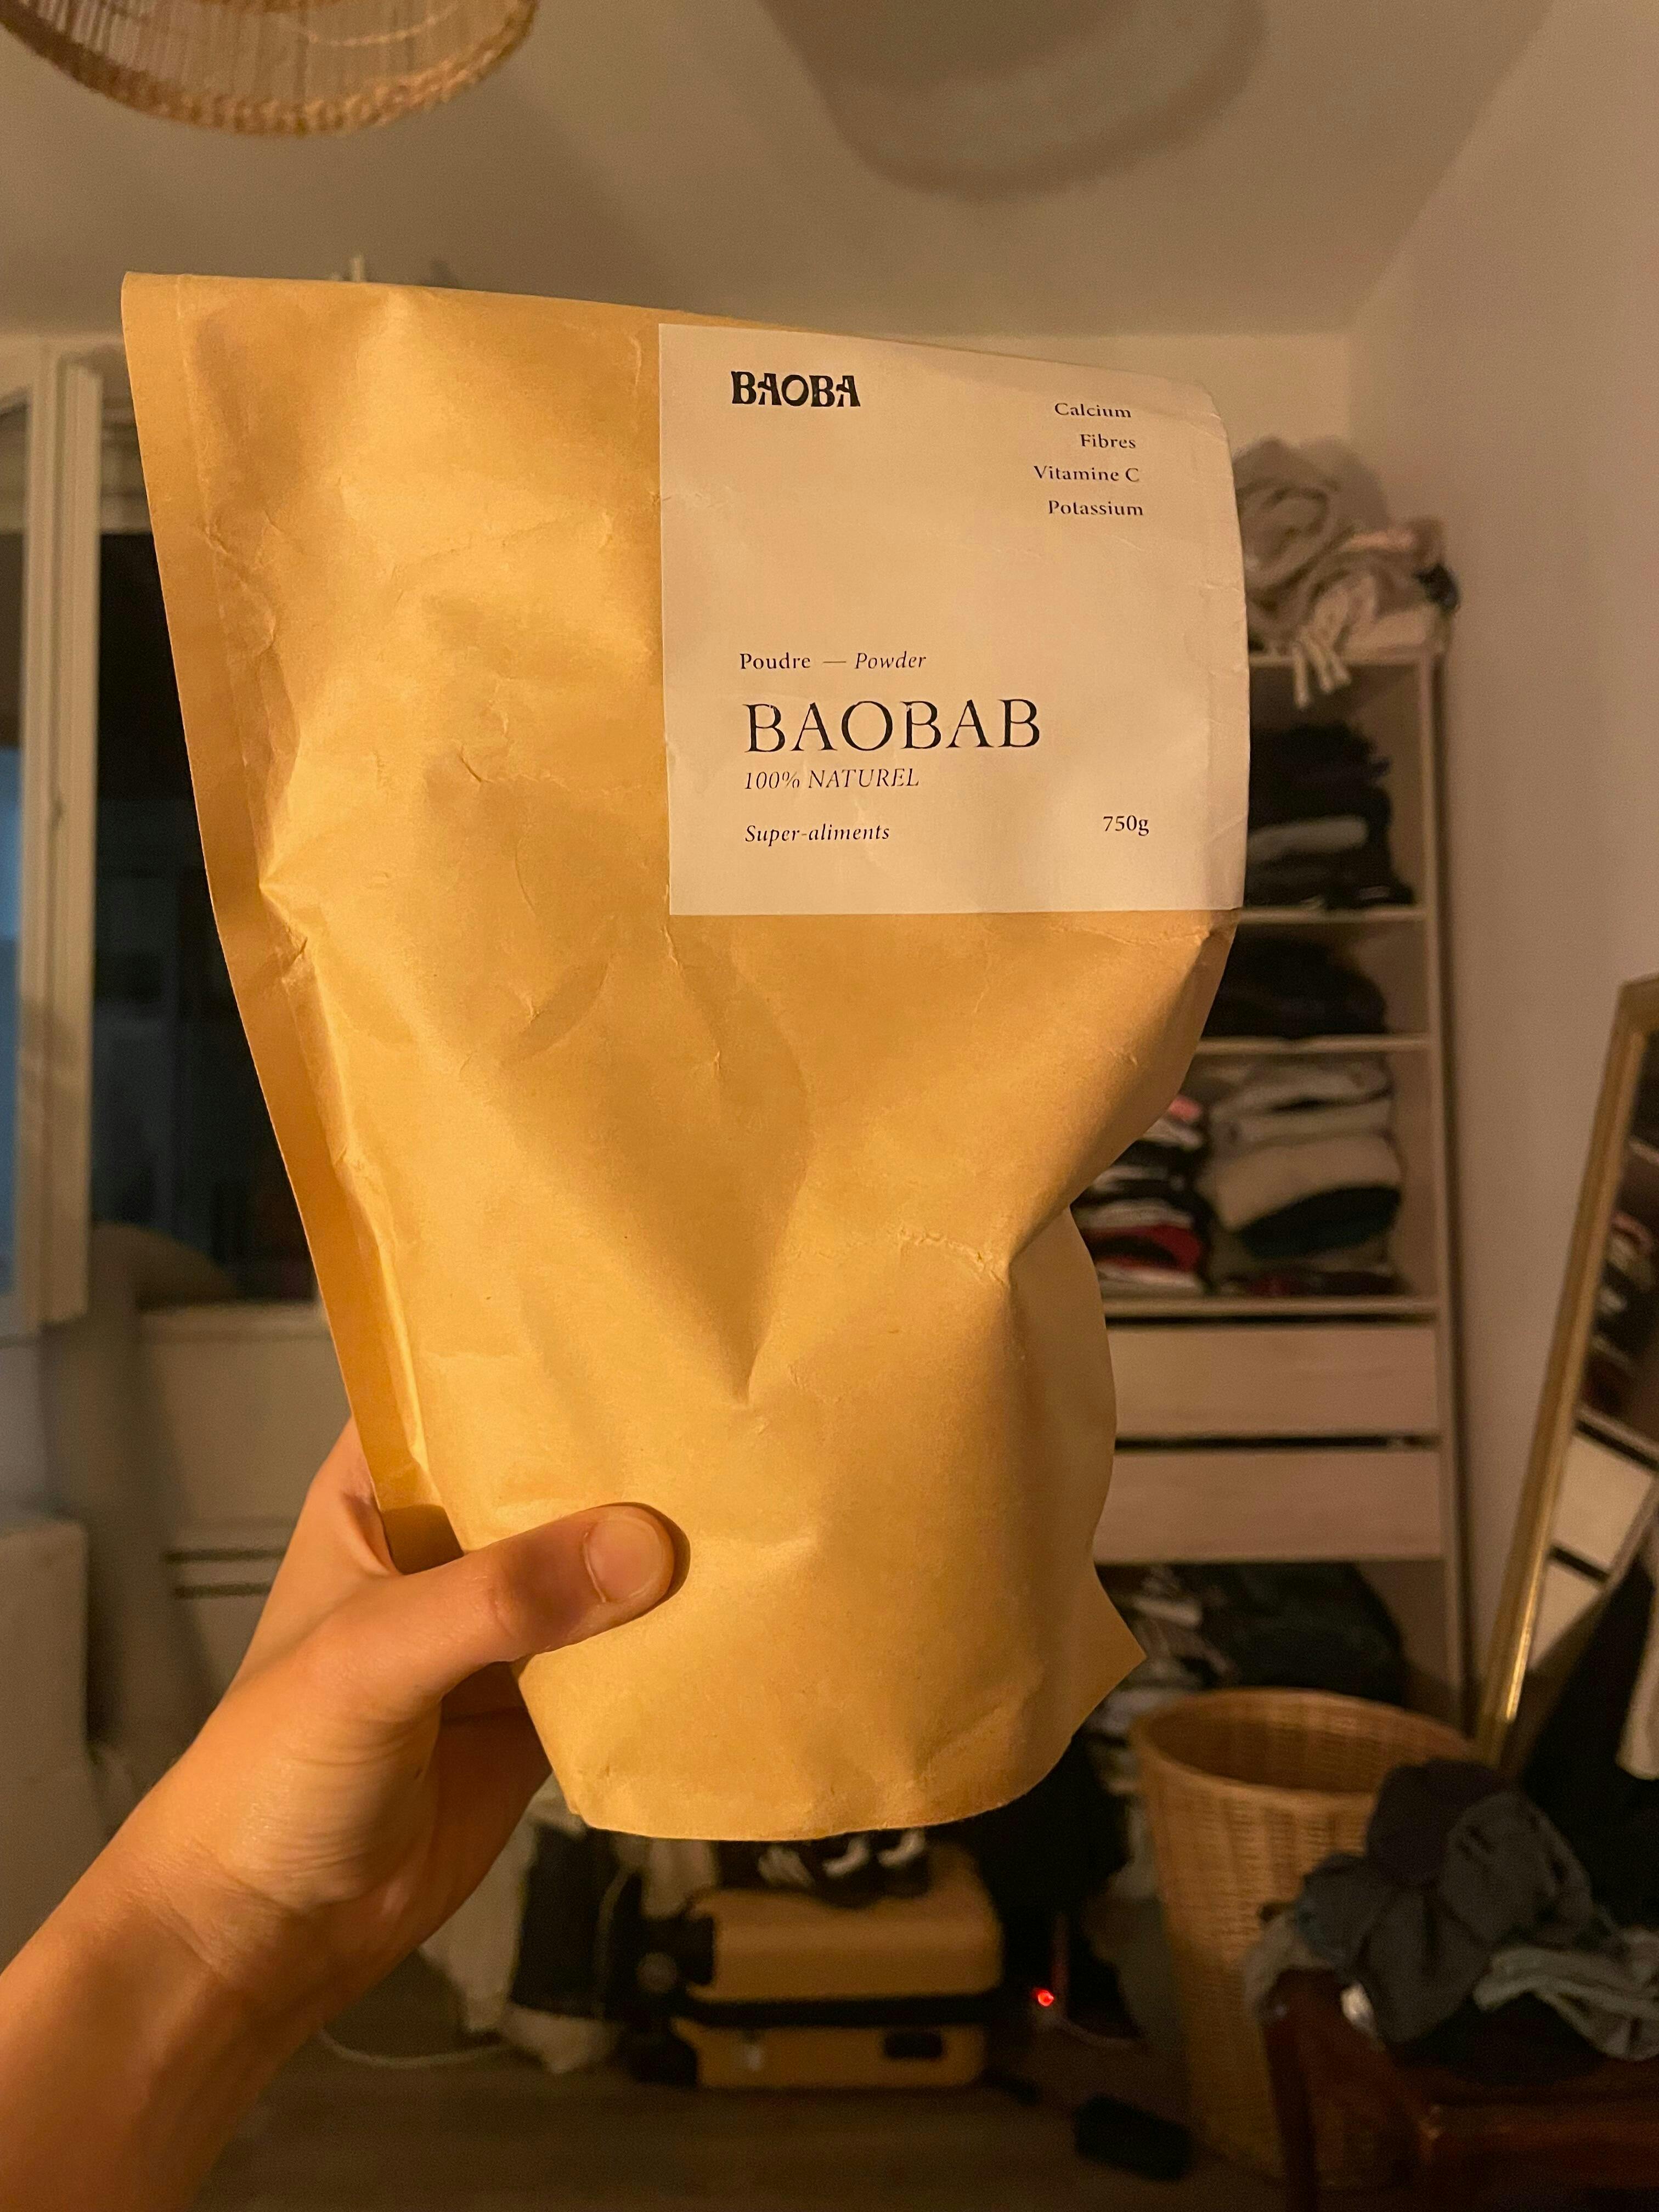 BAOBA
Calcium
Fibres
Vitamine C
Potassium
Poudre — Powder
BAOBAB
100% NATUREL
Super-aliments
750g